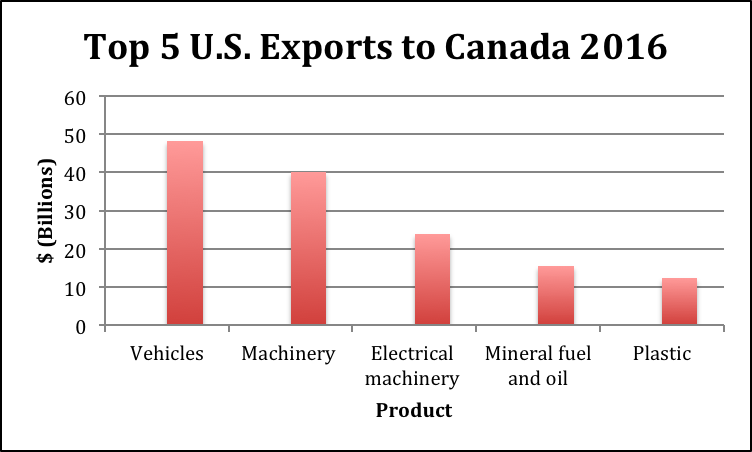 Top 5 U.S. Exports to Canada 2016
$ (Billions)
60
50
40
30
20
10
0
Vehicles
Machinery
Electrical
machinery
Mineral fuel
and oil
Plastic
Product